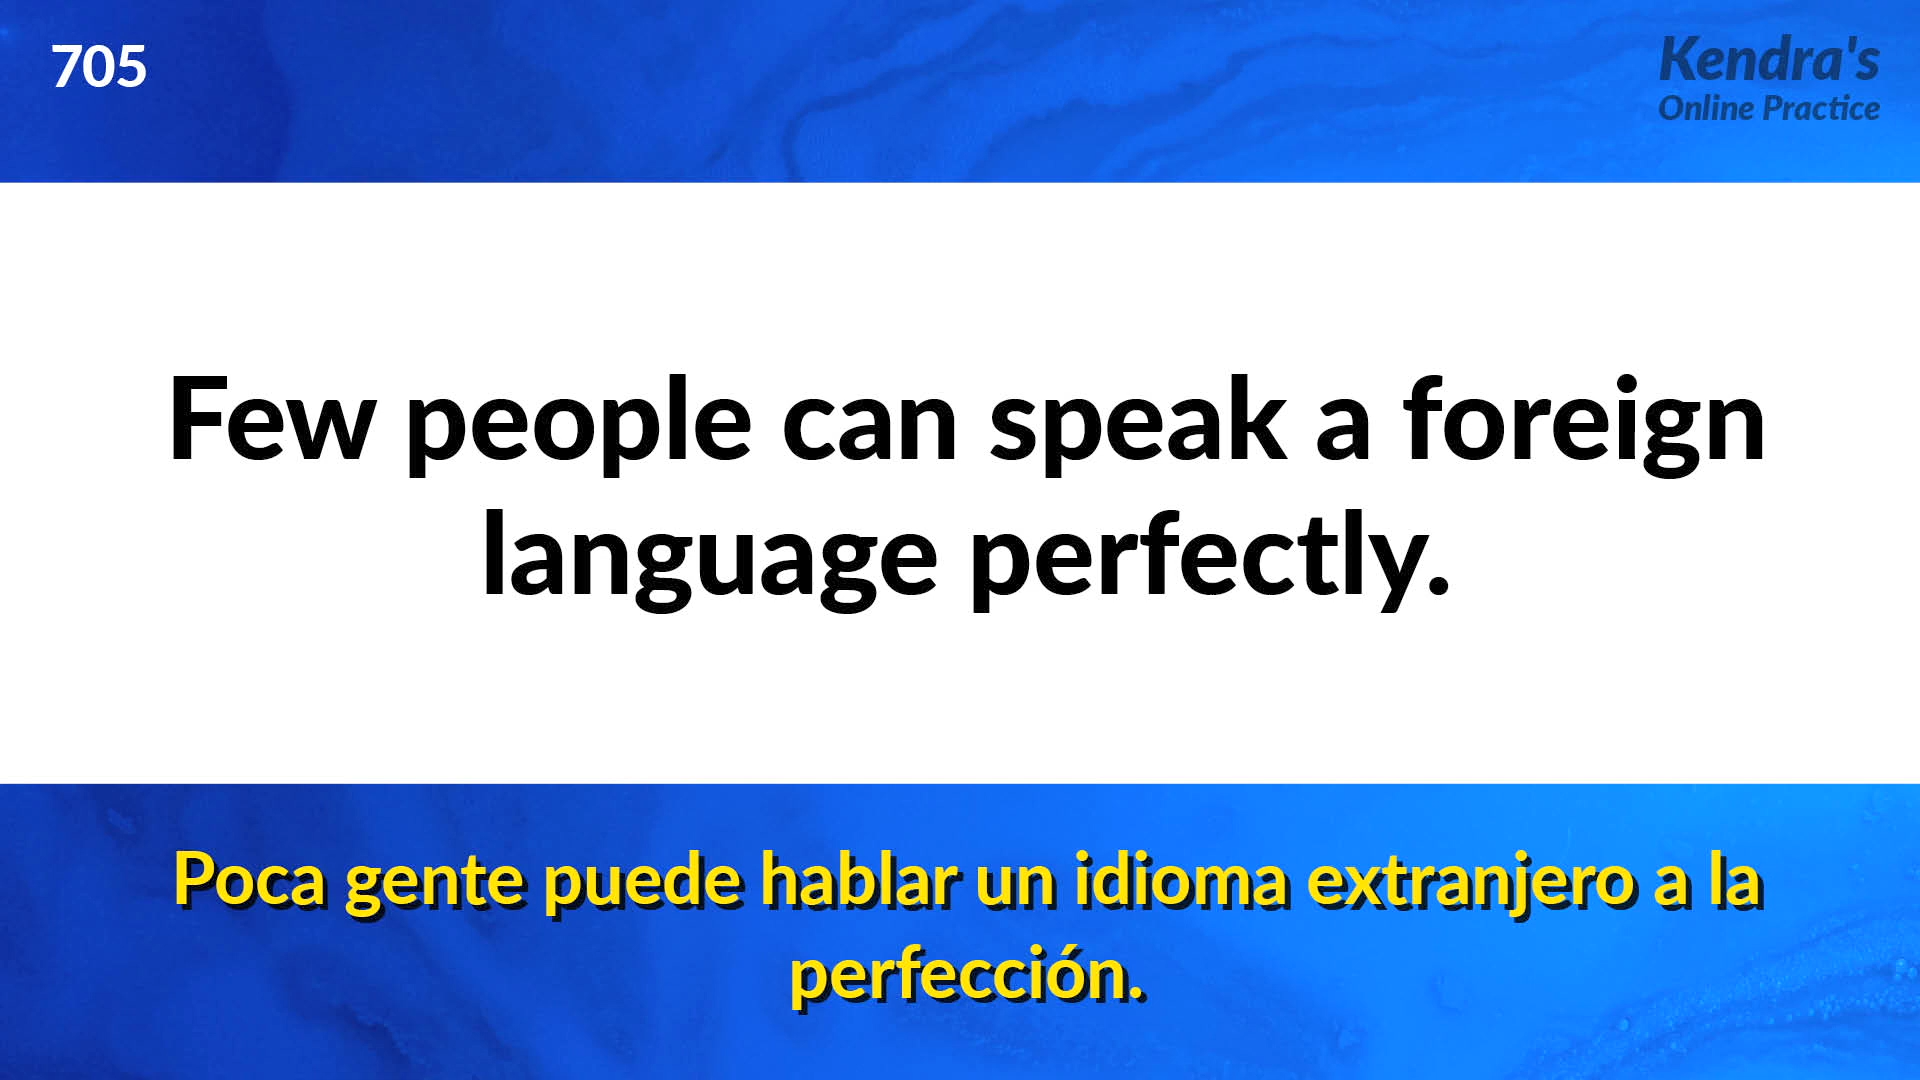 705
Kendra's
Online Practice
Few people can speak a foreign
language perfectly.
Poca gente puede hablar un idioma extranjero a la
perfección.